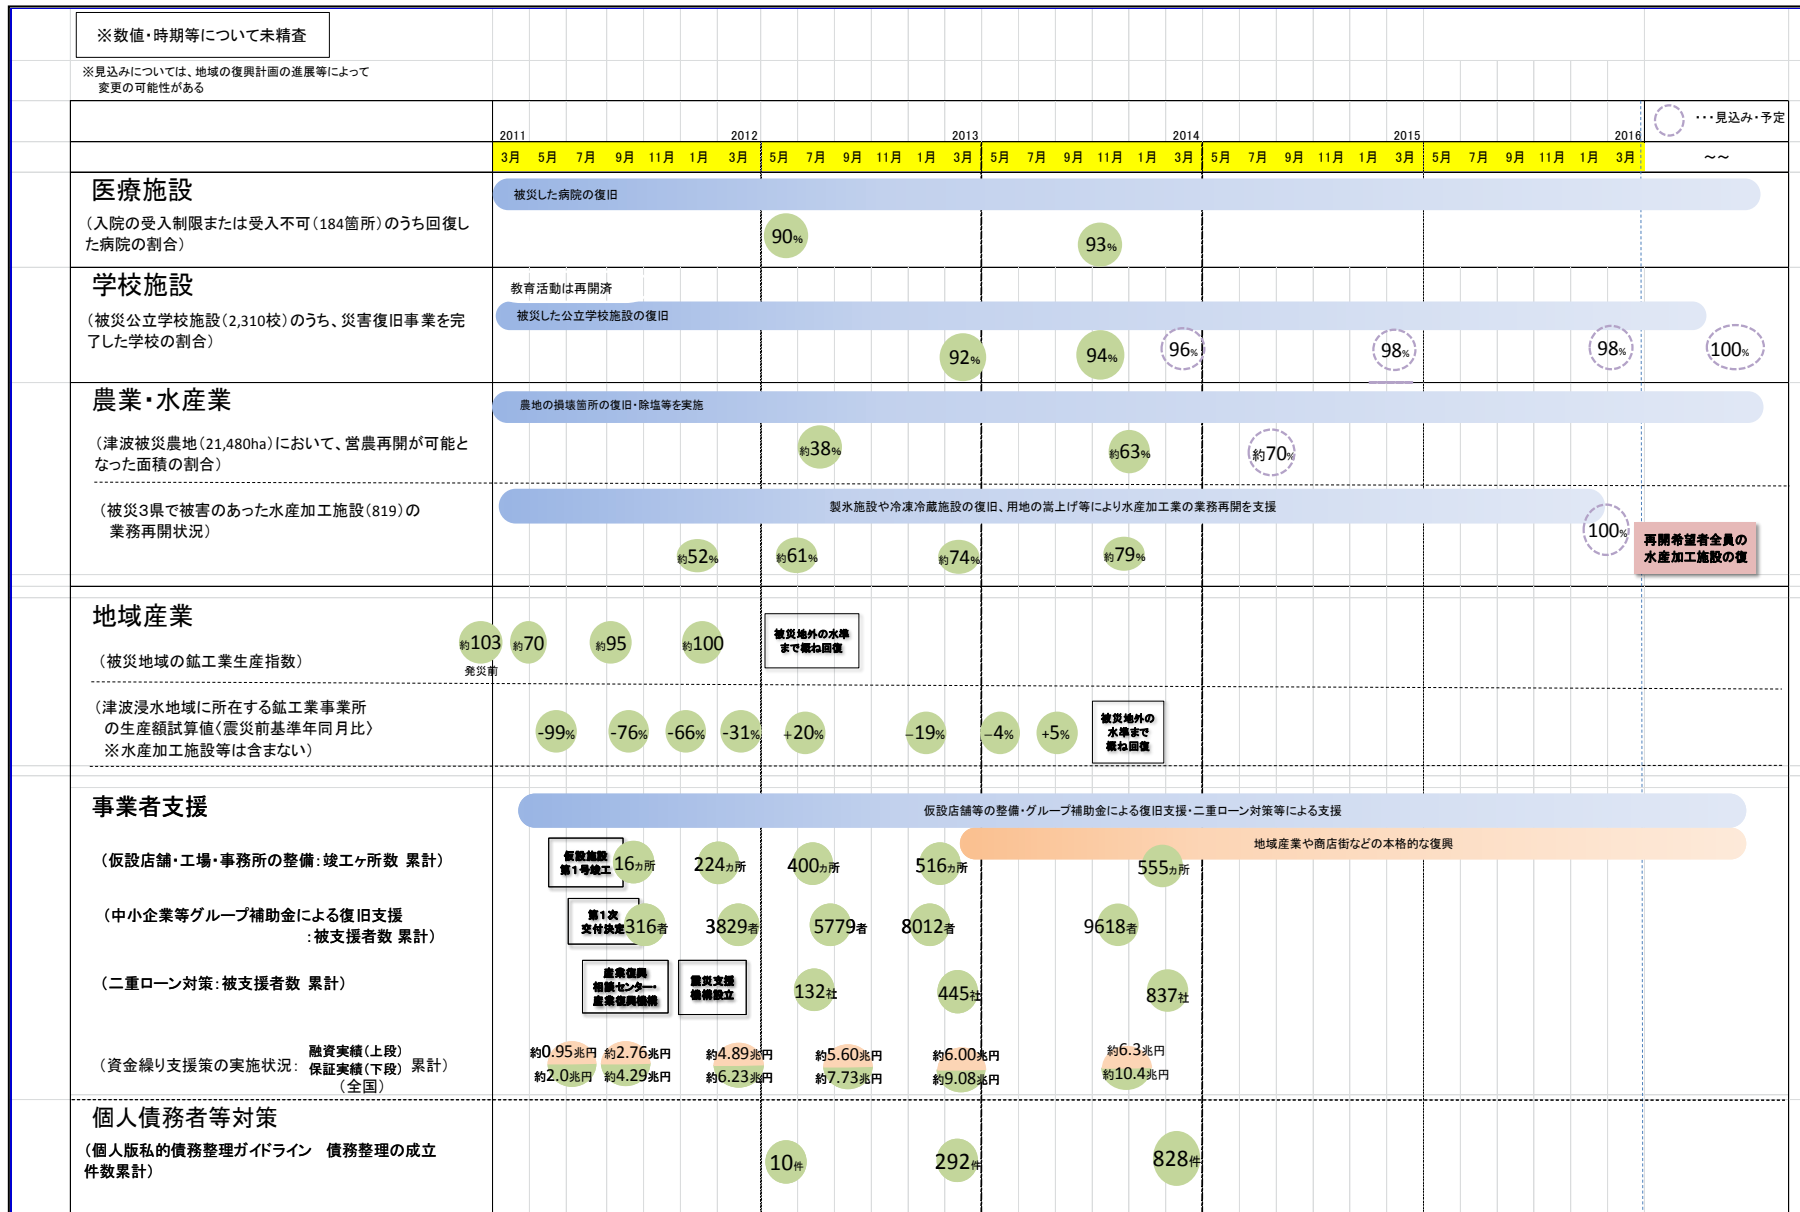 ※数値・時期等について未精査
※見込みについては、地域の復興計画の進展等によって
変更の可能性がある
・・・見込み・予定
2011 2012 2013 2014 2015 2016
3月 5月 7月 9月 11月 1月 3月 5月 7月 9月 11月 1月 3月 5月 7月 9月 11月 1月 3月 5月 7月 9月 11月 1月 3月 5月 7月 9月 11月 1月 3月 ~~
医療施設
(入院の受入制限または受入不可(184箇所)のうち回復し
た病院の割合)
被災した病院の復旧
90% 93%
学校施設
(被災公立学校施設(2,310校)のうち、災害復旧事業を完
了した学校の割合)
教育活動は再開済
被災した公立学校施設の復旧
92% 94% 96% 98% 98% 100%
農業・水産業
(津波被災農地(21,480ha)において、営農再開が可能と
なった面積の割合)
農地の損壊箇所の復旧・除塩等を実施
約38% 約63% 約70%
(被災3県で被害のあった水産加工施設(819)の
業務再開状況)
製氷施設や冷凍冷蔵施設の復旧、用地の嵩上げ等により水産加工業の業務再開を支援
約52% 約61% 約74% 約79% 100%
再開希望者全員の
水産加工施設の復
地域産業
(被災地域の鉱工業生産指数)
約103 約70 約95 約100
発災前
被災地外の水準
まで概ね回復
(津波浸水地域に所在する鉱工業事業所
の生産額試算値〈震災前基準年同月比〉
※水産加工施設等は含まない)
-99% -76% -66% -31% +20% −19% −4% +5%
被災地外の
水準まで
概ね回復
事業者支援
仮設店舗等の整備・グループ補助金による復旧支援・二重ローン対策等による支援
地域産業や商店街などの本格的な復興
(仮設店舗・工場・事務所の整備:竣工ヶ所数 累計)
仮設施設
第1号竣工
16カ所 224カ所 400カ所 516カ所 555カ所
(中小企業等グループ補助金による復旧支援
:被支援者数 累計)
第1次
交付決定
316者 3829者 5779者 8012者 9618者
(二重ローン対策:被支援者数 累計)
産業復興
相談センター・
産業復興機構
震災支援
機構設立
132社 445社 837社
(資金繰り支援策の実施状況: 融資実績(上段) 累計)
保証実績(下段)
(全国)
約0.95兆円 約2.76兆円 約4.89兆円 約5.60兆円 約6.00兆円 約6.3兆円
約2.0兆円 約4.29兆円 約6.23兆円 約7.73兆円 約9.08兆円 約10.4兆円
個人債務者等対策
(個人版私的債務整理ガイドライン 債務整理の成立
件数累計)
10件 292件 828件